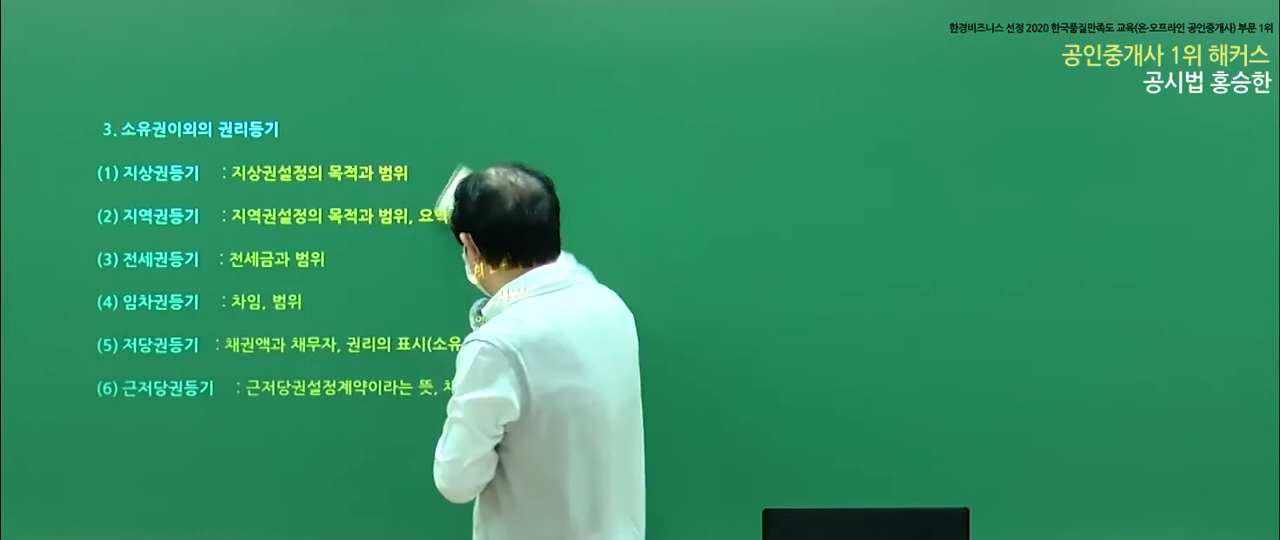 한경비즈니스 선정 2020 한국품질만족도 교육(온·오프라인 공인중개사) 부문 1위
공인중개사 1위 해커스
공시법 홍승한
3. 소유권이외의 권리등기
(1) 지상권등기 : 지상권설정의 목적과 범위
(2) 지역권등기 : 지역권설정의 목적과 범위, 요역
(3) 전세권등기 : 전세금과 범위
(4) 임차권등기 : 차임, 범위
(5) 저당권등기 : 채권액과 채무자, 권리의 표시(소유
(6) 근저당권등기 : 근저당권설정계약이라는 뜻,